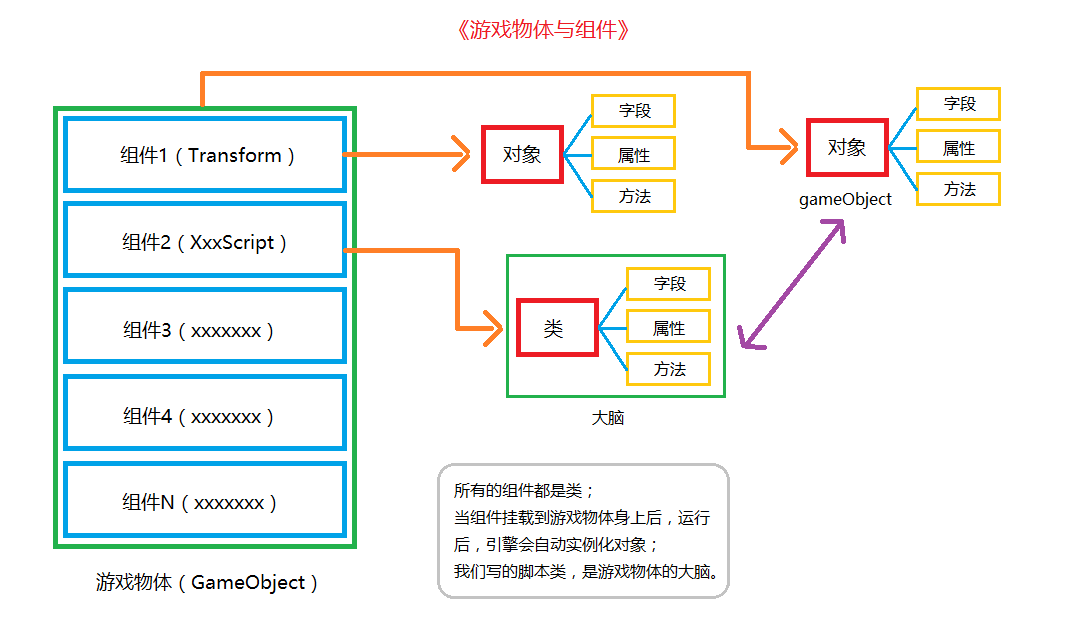 《游戏物体与组件》
组件1（Transform）
组件2（XxxScript）
组件3（xxxxxxx）
组件4（xxxxxxx）
组件N（xxxxxxx）
游戏物体（GameObject）
对象
字段
属性
方法
对象
gameObject
字段
属性
方法
类
字段
属性
方法
大脑
所有的组件都是类；
当组件挂载到游戏物体身上后，运行
后，引擎会自动实例化对象；
我们写的脚本类，是游戏物体的大脑。